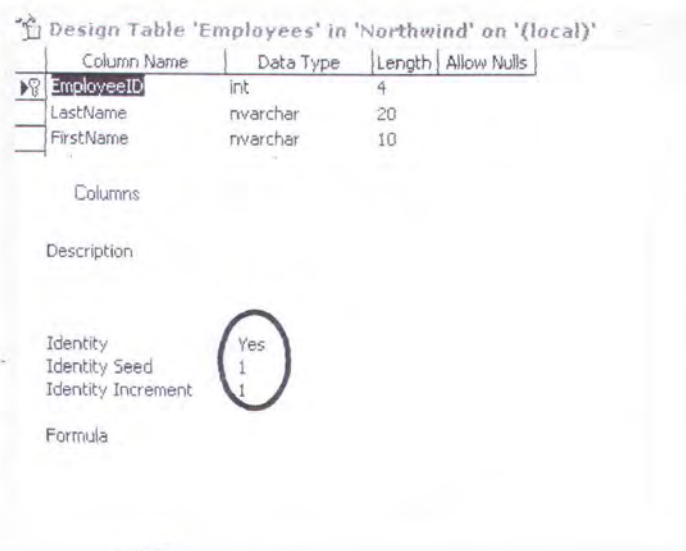 Design Table 'Employees' in 'Northwind' on '(local)'
Column Name Data Type Length Allow Nulls
EmployeeID int 4
LastName nvarchar 20
FirstName nvarchar 10
Columns
Description
Identity Yes
Identity Seed 1
Identity Increment 1
Formula